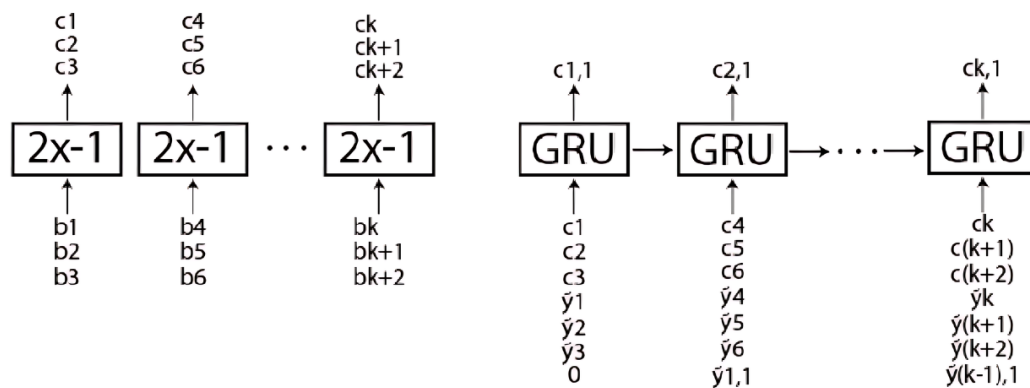 c1
c2
c3
c4
c5
c6
ck
ck+1
ck+2
2x-1
2x-1
...
2x-1
b1
b2
b3
b4
b5
b6
bk
bk+1
bk+2
c1,1
c2,1
ck,1
GRU
GRU
...
GRU
c1
c2
c3
ỹ1
ỹ2
ỹ3
0
c4
c5
c6
ỹ4
ỹ5
ỹ6
ỹ1,1
ck
c(k+1)
c(k+2)
ỹk
ỹ(k+1)
ỹ(k+2)
ỹ(k-1),1